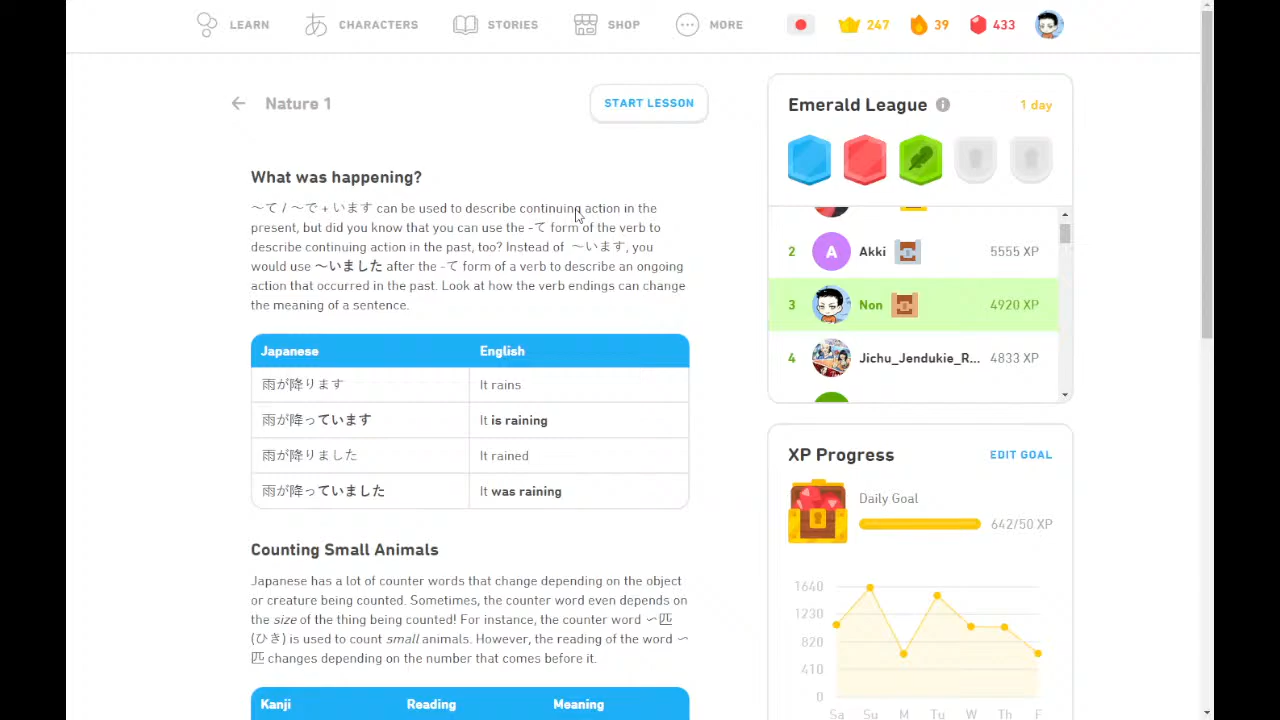 LEARN
CHARACTERS
STORIES
SHOP
MORE
247
39
433
Nature 1
START LESSON
What was happening?
〜て / 〜で + います can be used to describe continuing action in the
present, but did you know that you can use the -て form of the verb to
describe continuing action in the past, too? Instead of 〜います, you
would use 〜いました after the -て form of a verb to describe an ongoing
action that occurred in the past. Look at how the verb endings can change
the meaning of a sentence.
Japanese English
雨が降ります It rains
雨が降っています It is raining
雨が降りました It rained
雨が降っていました It was raining
Counting Small Animals
Japanese has a lot of counter words that change depending on the object
or creature being counted. Sometimes, the counter word even depends on
the size of the thing being counted! For instance, the counter word 〜匹
(ひき) is used to count small animals. However, the reading of the word 〜
匹 changes depending on the number that comes before it.
Kanji Reading Meaning
Emerald League
1 day
2 A Akki 5555 XP
3 Non 4920 XP
4 Jichu_Jendukie_R... 4833 XP
XP Progress
EDIT GOAL
Daily Goal
642/50 XP
1640
1230
820
410
0
Sa Su M Tu W Th F